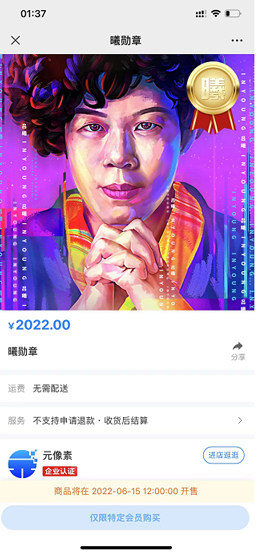 01:37
曦勋章
曦
INYOUNG 吕曦
¥2022.00
曦勋章
分享
运费 无需配送
服务 不支持申请退款·收货后结算
元像素
企业认证
进店逛逛
商品将在 2022-06-15 12:00:00 开售
仅限特定会员购买